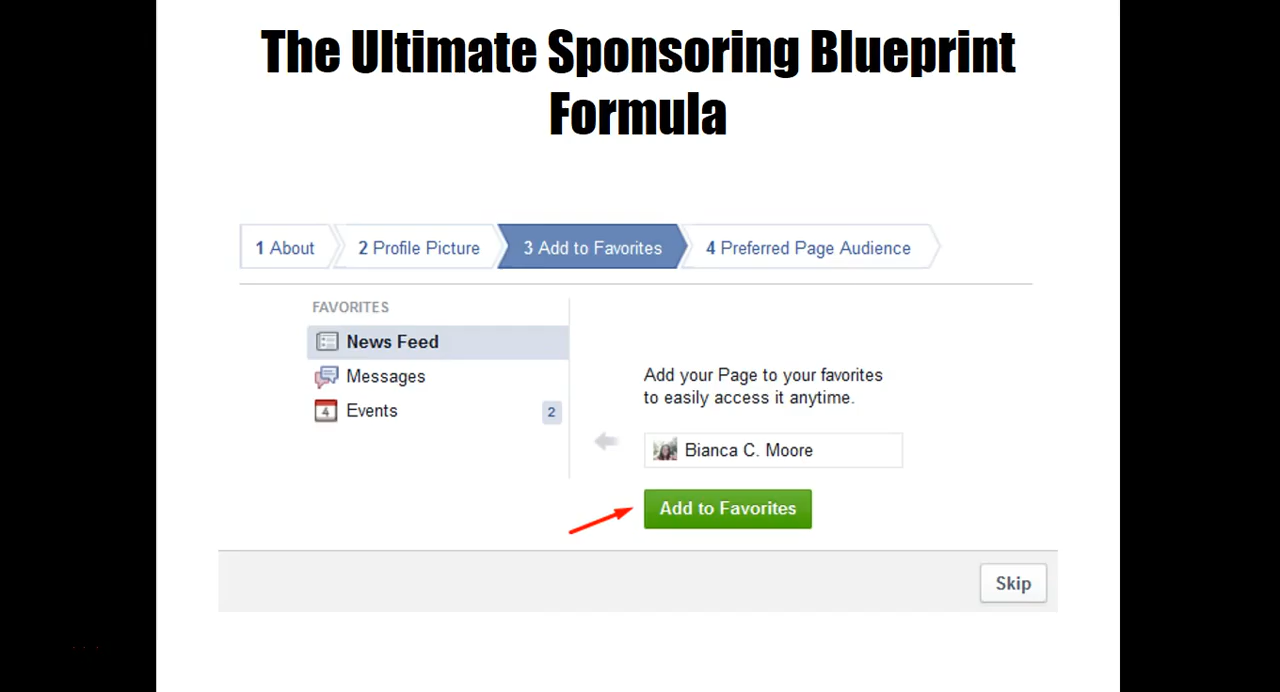 The Ultimate Sponsoring Blueprint
Formula
1 About
2 Profile Picture
3 Add to Favorites
4 Preferred Page Audience
FAVORITES
News Feed
Messages
4
Events
2
Add your Page to your favorites
to easily access it anytime.
Bianca C. Moore
Add to Favorites
Skip